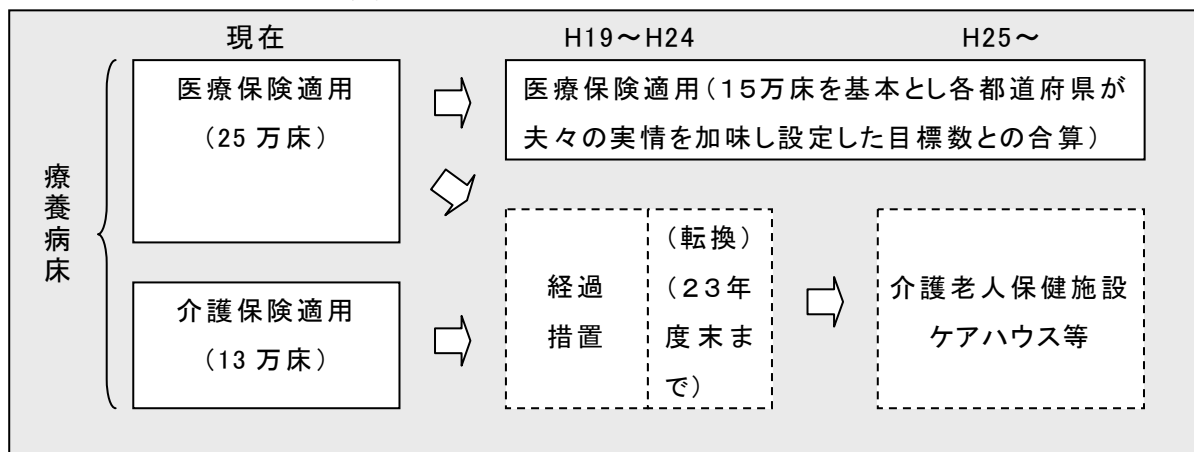 現在
H19～H24
H25～
療養病床
医療保険適用
（25 万床）
医療保険適用（１５万床を基本とし各都道府県が
夫々の実情を加味し設定した目標数との合算）
介護保険適用
（13 万床）
経過
措置
（転換）
（２３年
度末ま
で）
介護老人保健施設
ケアハウス等